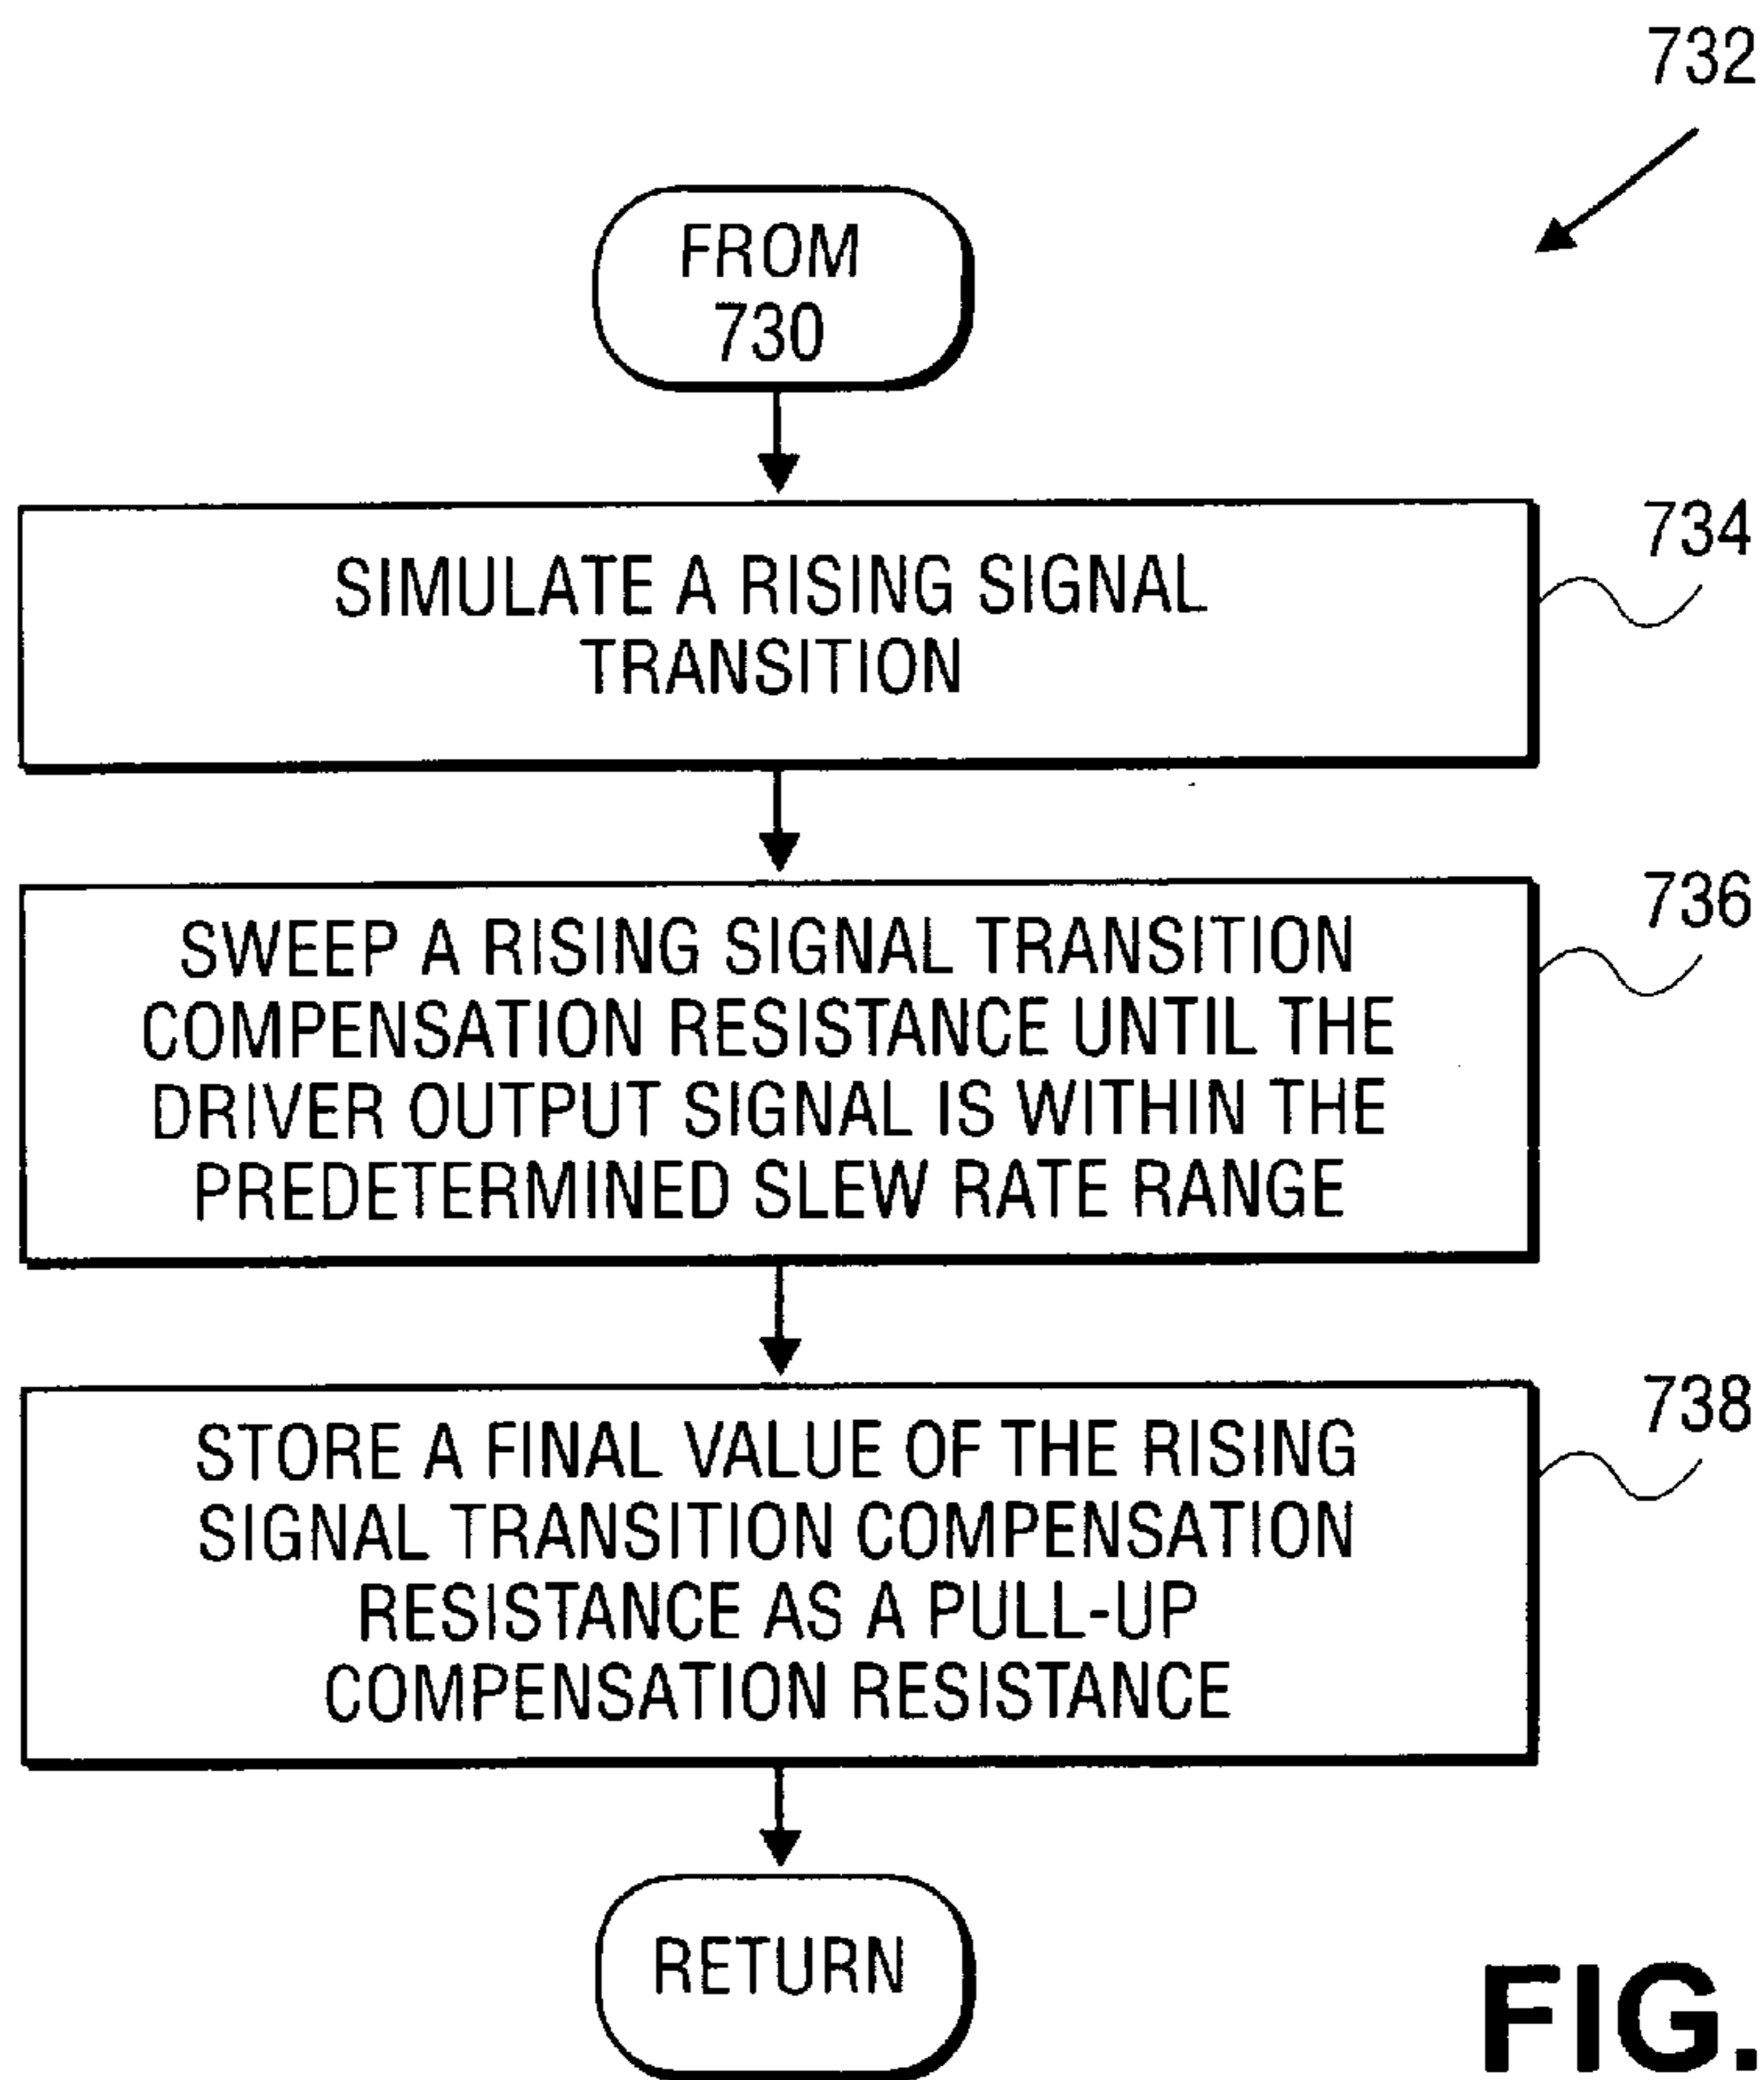 732
FROM
730
734
SIMULATE A RISING SIGNAL
TRANSITION
736
SWEEP A RISING SIGNAL TRANSITION
COMPENSATION RESISTANCE UNTIL THE
DRIVER OUTPUT SIGNAL IS WITHIN THE
PREDETERMINED SLEW RATE RANGE
738
STORE A FINAL VALUE OF THE RISING
SIGNAL TRANSITION COMPENSATION
RESISTANCE AS A PULL-UP
COMPENSATION RESISTANCE
RETURN
FIG.